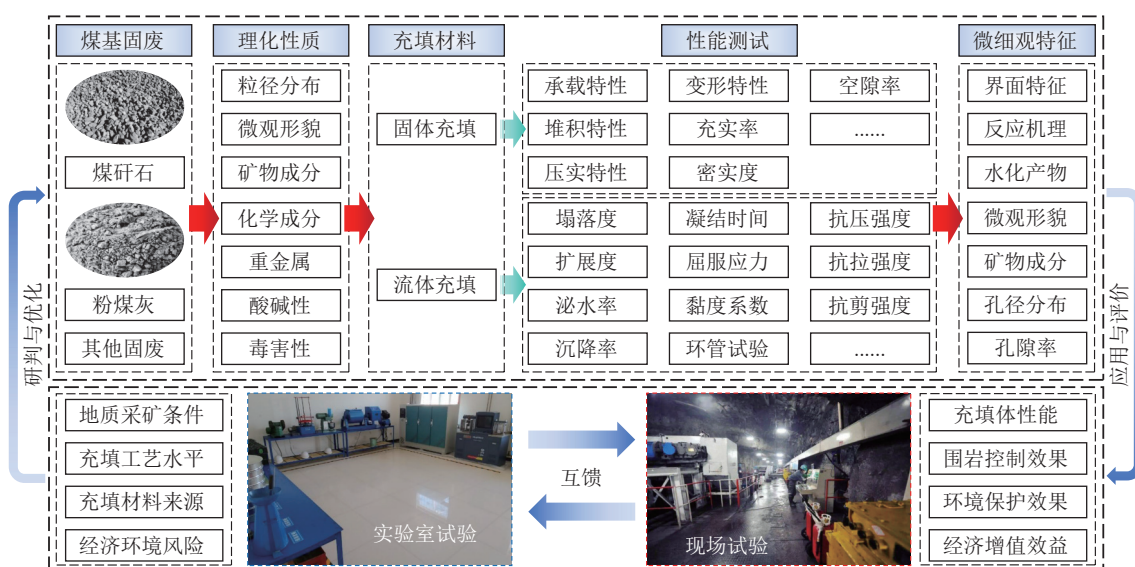 煤基固废
理化性质
充填材料
性能测试
微细观特征
煤矸石
粉煤灰
其他固废
粒径分布
微观形貌
矿物成分
化学成分
重金属
酸碱性
毒害性
固体充填
流体充填
承载特性
变形特性
空隙率
堆积特性
充实率
......
压实特性
密实度
塌落度
凝结时间
抗压强度
扩展度
屈服应力
抗拉强度
泌水率
黏度系数
抗剪强度
沉降率
环管试验
......
界面特征
反应机理
水化产物
微观形貌
矿物成分
孔径分布
孔隙率
研判与优化
应用与评价
地质采矿条件
充填工艺水平
充填材料来源
经济环境风险
实验室试验
互馈
现场试验
充填体性能
围岩控制效果
环境保护效果
经济增值效益